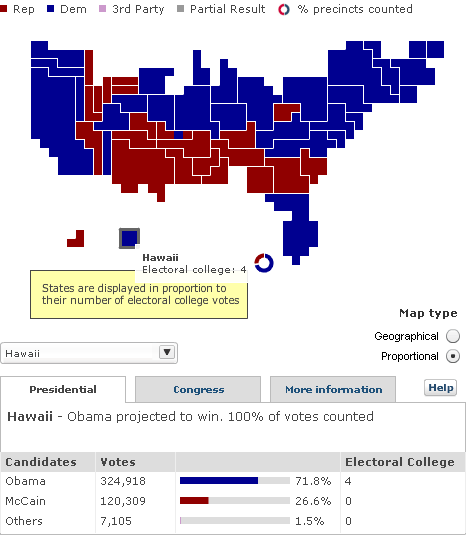 Rep Dem 3rd Party Partial Result % precincts counted
Hawaii
Electoral college: 4
States are displayed in proportion to
their number of electoral college votes
Map type
Geographical
Proportional
Hawaii
Presidential Congress More information Help
Hawaii - Obama projected to win. 100% of votes counted
Candidates Votes Electoral College
Obama 324,918 71.8% 4
McCain 120,309 26.6% 0
Others 7,105 1.5% 0